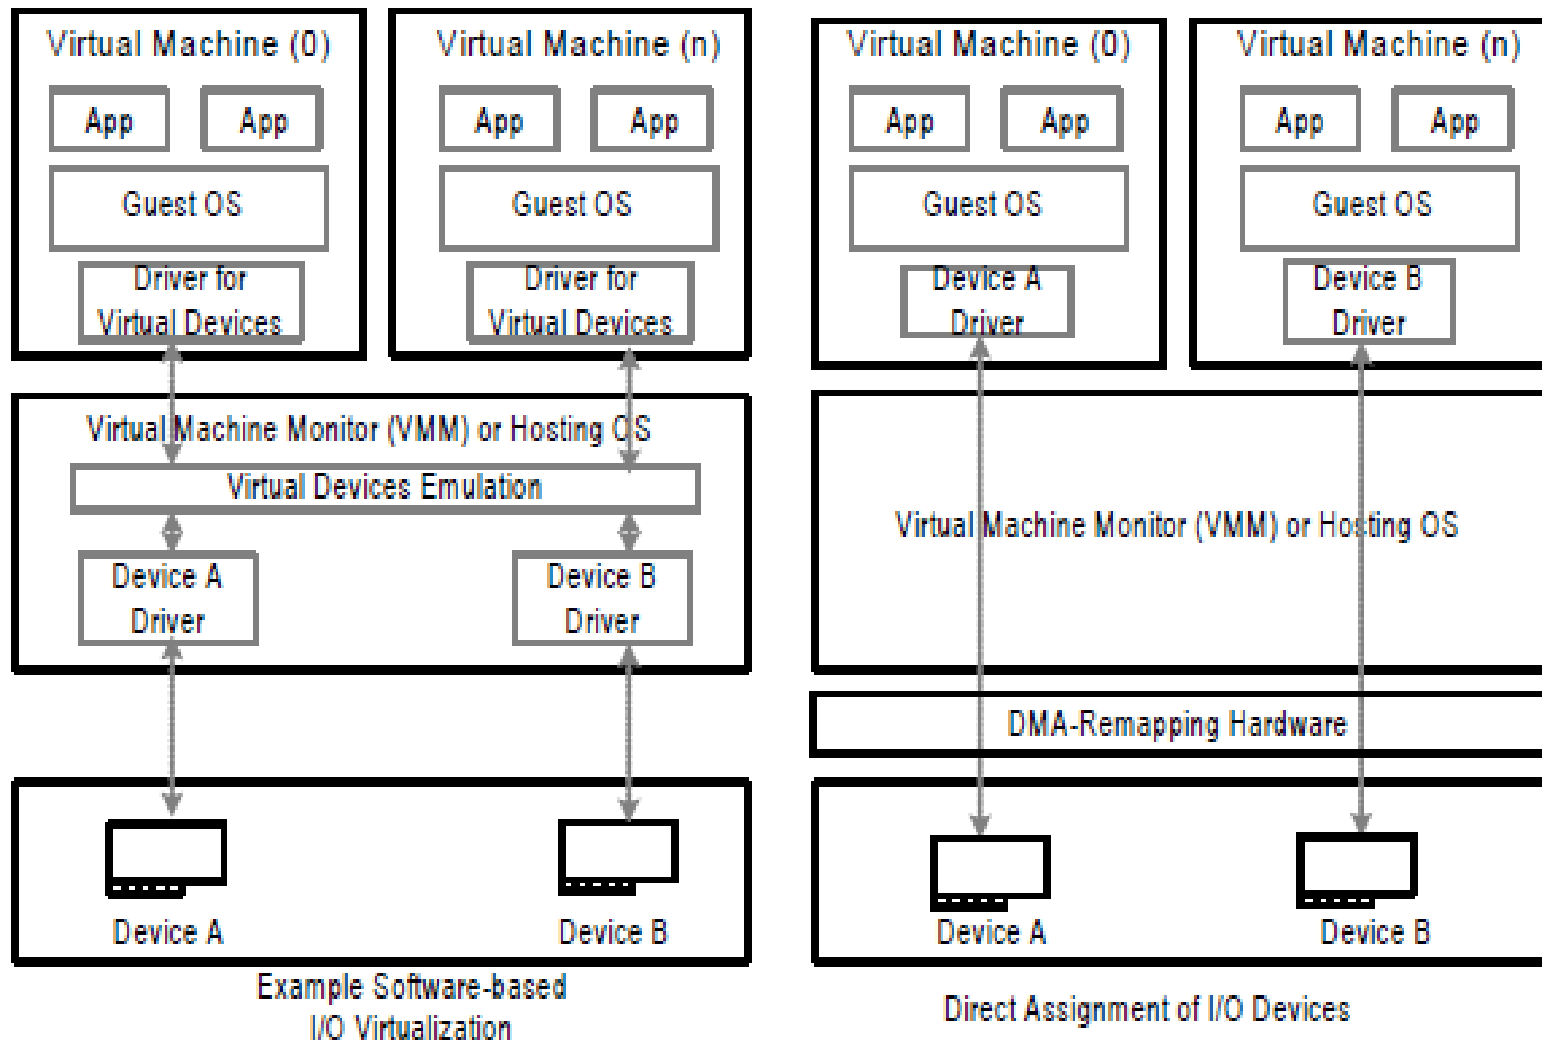 Virtual Machine (0)
App
App
Guest OS
Driver for
Virtual Devices
Virtual Machine (n)
App
App
Guest OS
Driver for
Virtual Devices
Virtual Machine Monitor (VMM) or Hosting OS
Virtual Devices Emulation
Device A
Driver
Device B
Driver
Device A
Device B
Example Software-based
I/O Virtualization
Virtual Machine (0)
App
App
Guest OS
Device A
Driver
Virtual Machine (n)
App
App
Guest OS
Device B
Driver
Virtual Machine Monitor (VMM) or Hosting OS
DMA-Remapping Hardware
Device A
Device B
Direct Assignment of I/O Devices